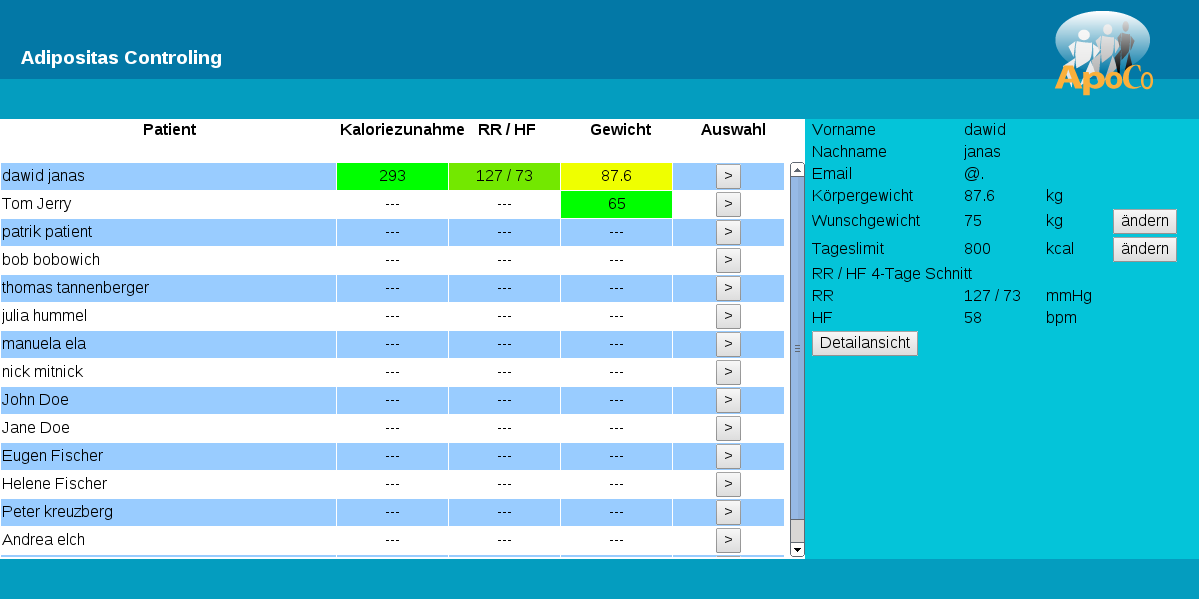 Adipositas Controling
ApoCo
Patient Kaloriezunahme RR / HF Gewicht Auswahl
dawid janas 293 127 / 73 87.6 >
Tom Jerry --- --- 65 >
patrik patient --- --- --- >
bob bobowich --- --- --- >
thomas tannenberger --- --- --- >
julia hummel --- --- --- >
manuela ela --- --- --- >
nick mitnick --- --- --- >
John Doe --- --- --- >
Jane Doe --- --- --- >
Eugen Fischer --- --- --- >
Helene Fischer --- --- --- >
Peter kreuzberg --- --- --- >
Andrea elch --- --- --- >
Vorname dawid
Nachname janas
Email @.
Körpergewicht 87.6 kg
Wunschgewicht 75 kg ändern
Tageslimit 800 kcal ändern
RR / HF 4-Tage Schnitt
RR 127 / 73 mmHg
HF 58 bpm
Detailansicht